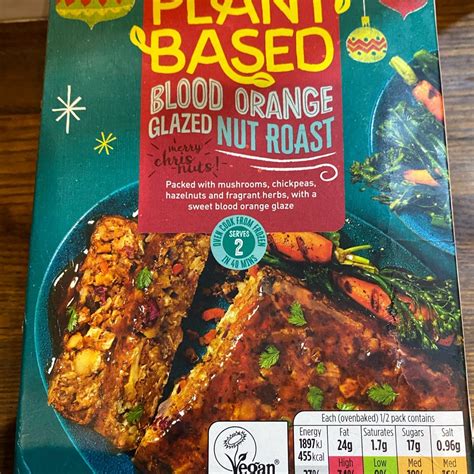 PLANT
BASED
BLOOD ORANGE
GLAZED NUT ROAST
merry
chris
nuts!
Packed with mushrooms, chickpeas,
hazelnuts and fragrant herbs, with a
sweet blood orange glaze
OVEN COOK FROM FROZEN
SERVES
2
IN 40 MINS
Each (ovenbaked) 1/2 pack contains
Energy Fat Saturates Sugars Salt
1897kJ 24g 1.7g 17g 0.96g
455kcal
High Low Med Med
Vegan